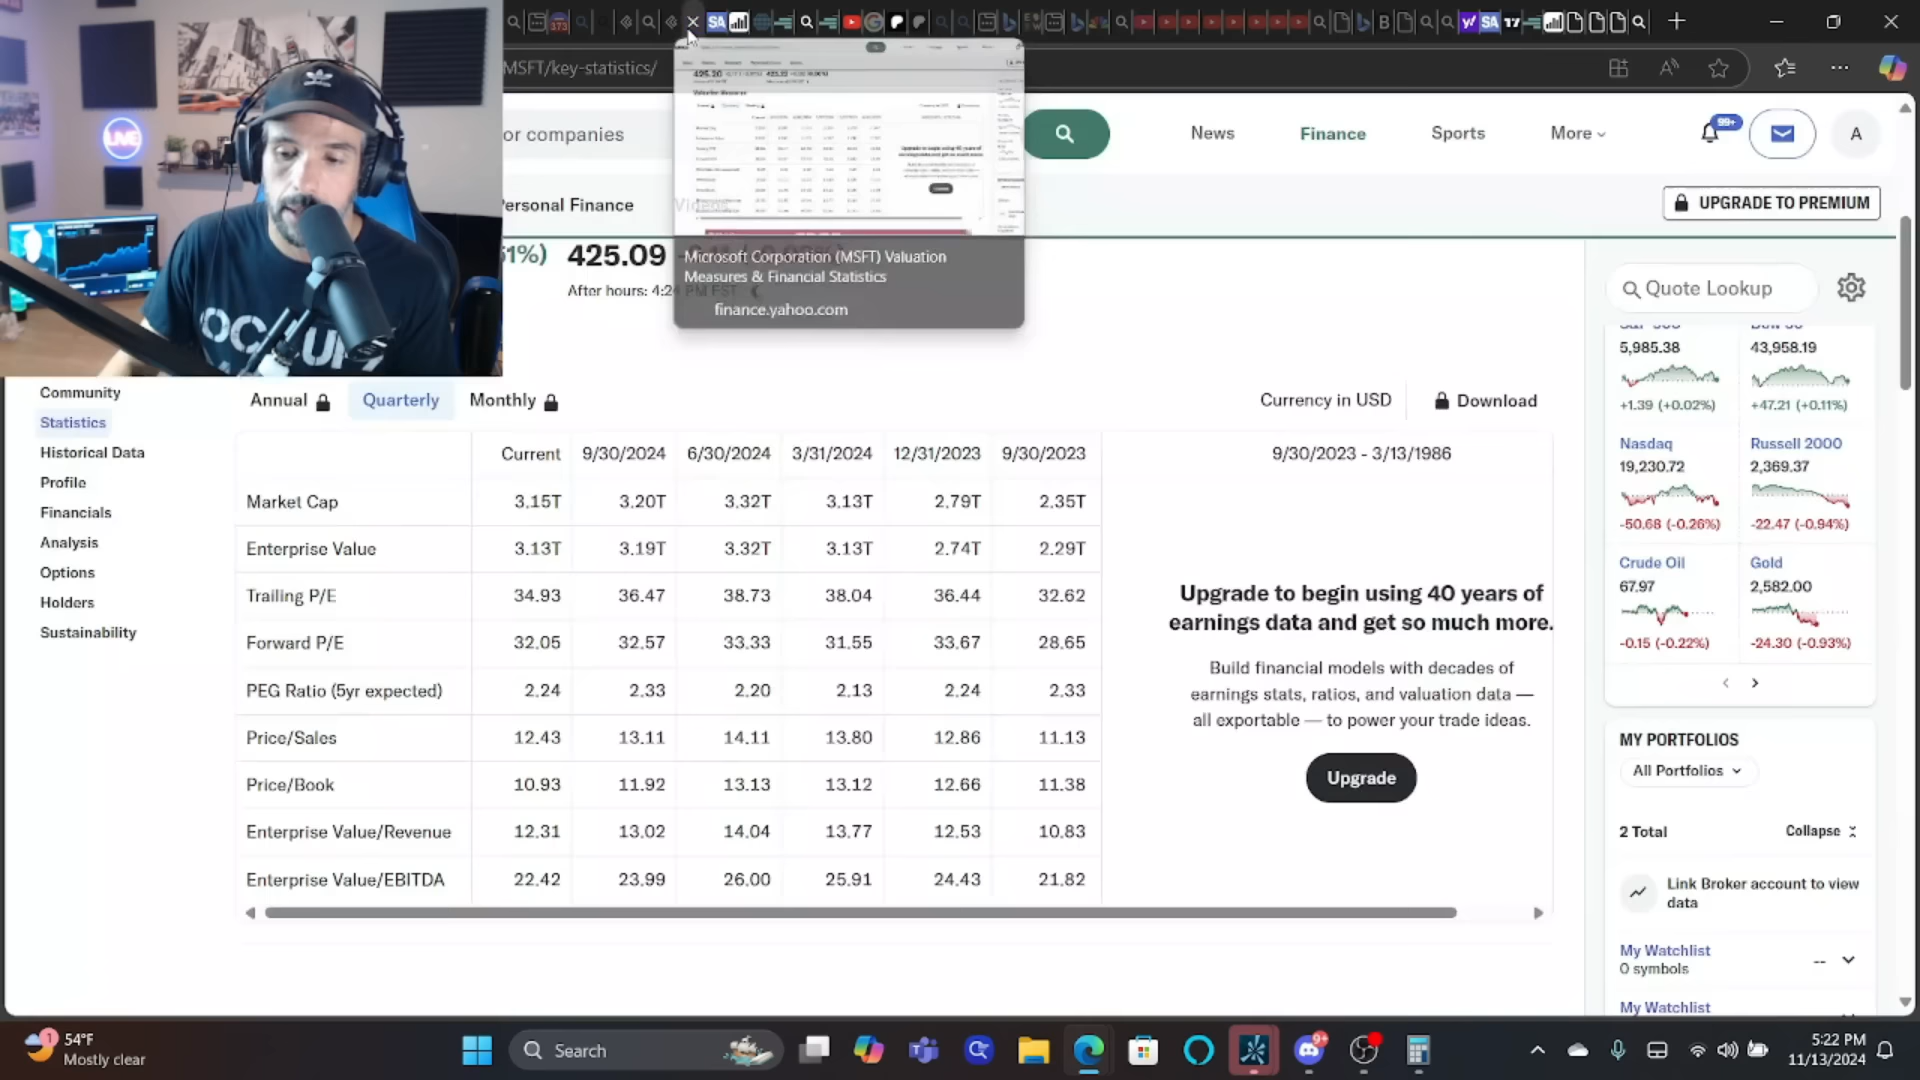 373
SA
B
y!
SA
17
MSFT/key-statistics/
LIVE
OCCUPY
or companies
News
Finance
Sports
More
99+
A
ersonal Finance
UPGRADE TO PREMIUM
51%) 425.09
After hours: 4:24 PM EST
Microsoft Corporation (MSFT) Valuation
Measures & Financial Statistics
finance.yahoo.com
Quote Lookup
5,985.38 43,958.19
+1.39 (+0.02%) +47.21 (+0.11%)
Nasdaq Russell 2000
19,230.72 2,369.37
-50.68 (-0.26%) -22.47 (-0.94%)
Crude Oil Gold
67.97 2,582.00
-0.15 (-0.22%) -24.30 (-0.93%)
Community
Statistics
Historical Data
Profile
Financials
Analysis
Options
Holders
Sustainability
Annual Quarterly Monthly Currency in USD Download
Current 9/30/2024 6/30/2024 3/31/2024 12/31/2023 9/30/2023 9/30/2023 - 3/13/1986
Market Cap 3.15T 3.20T 3.32T 3.13T 2.79T 2.35T
Enterprise Value 3.13T 3.19T 3.32T 3.13T 2.74T 2.29T
Trailing P/E 34.93 36.47 38.73 38.04 36.44 32.62
Forward P/E 32.05 32.57 33.33 31.55 33.67 28.65
PEG Ratio (5yr expected) 2.24 2.33 2.20 2.13 2.24 2.33
Price/Sales 12.43 13.11 14.11 13.80 12.86 11.13
Price/Book 10.93 11.92 13.13 13.12 12.66 11.38
Enterprise Value/Revenue 12.31 13.02 14.04 13.77 12.53 10.83
Enterprise Value/EBITDA 22.42 23.99 26.00 25.91 24.43 21.82
Upgrade to begin using 40 years of
earnings data and get so much more.
Build financial models with decades of
earnings stats, ratios, and valuation data —
all exportable — to power your trade ideas.
Upgrade
MY PORTFOLIOS
All Portfolios
2 Total Collapse
Link Broker account to view
data
My Watchlist
0 symbols --
My Watchlist
1
54°F
Mostly clear
Search
9+
5:22 PM
11/13/2024